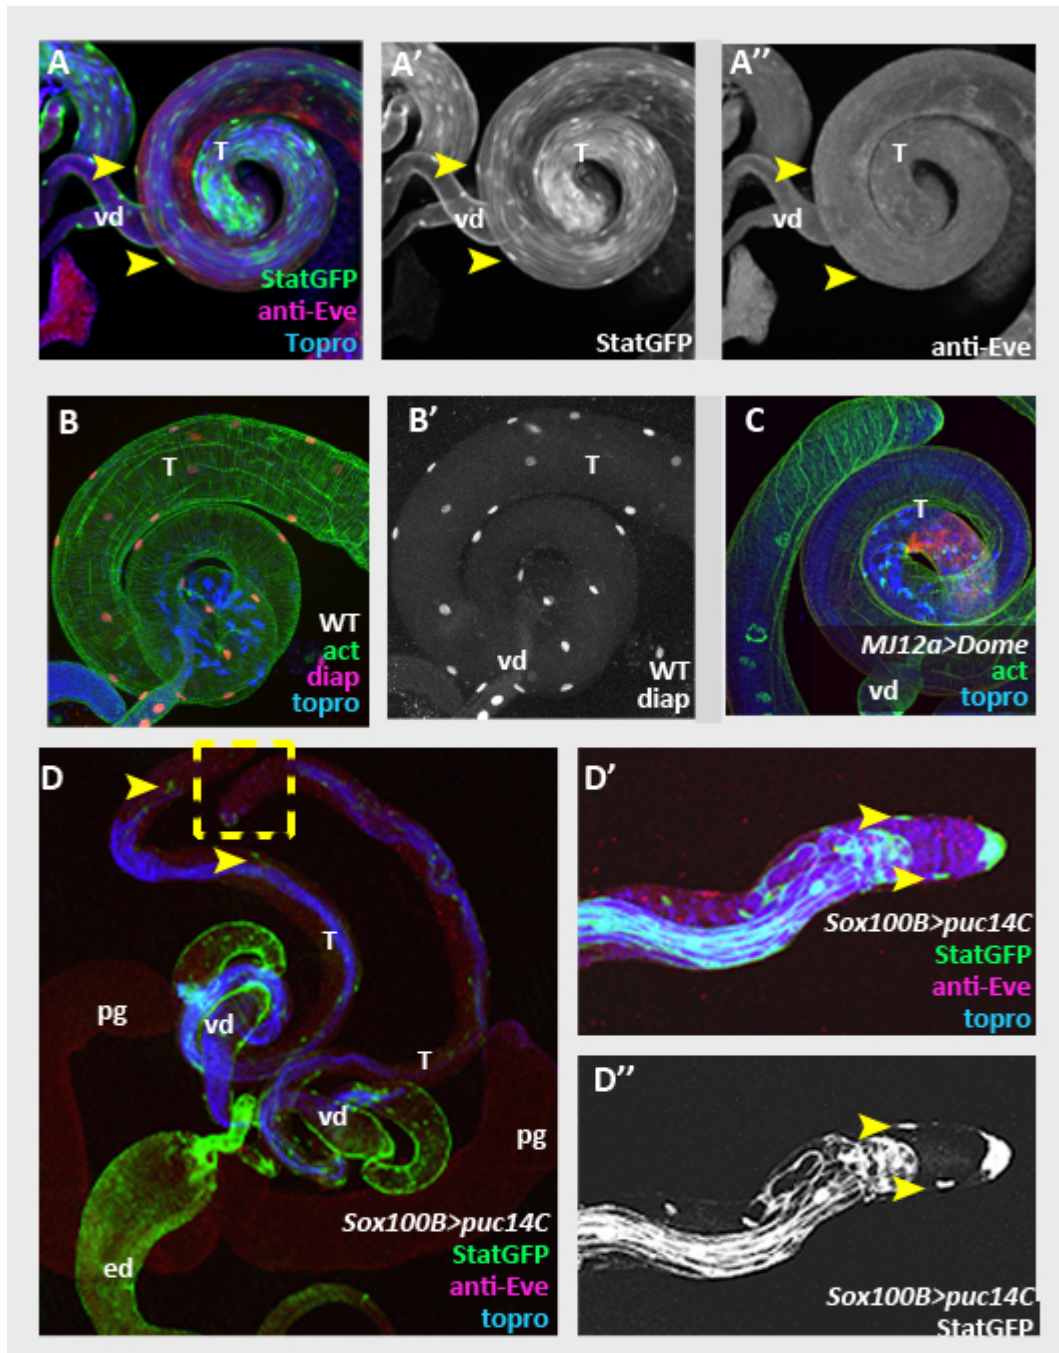 A
T
vd
StatGFP
anti-Eve
Topro
A′
T
vd
StatGFP
A′′
T
vd
anti-Eve
B
T
WT
act
diap
topro
B′
T
vd
WT
diap
C
T
MJ12a>Dome
act
vd
topro
D
T
pg
vd
T
vd
pg
ed
Sox100B>puc14C
StatGFP
anti-Eve
topro
D′
Sox100B>puc14C
StatGFP
anti-Eve
topro
D′′
Sox100B>puc14C
StatGFP